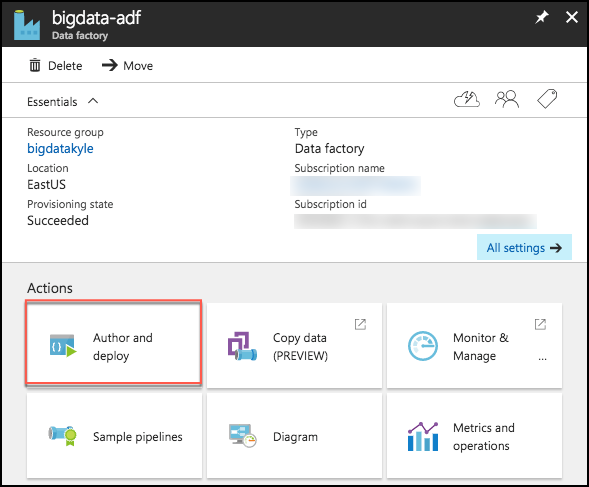 bigdata-adf
Data factory
Delete
Move
Essentials
Resource group
bigdatakyle
Location
EastUS
Provisioning state
Succeeded
Type
Data factory
Subscription name
Subscription id
All settings
Actions
Author and
deploy
Copy data
(PREVIEW)
Monitor &
Manage
...
Sample pipelines
Diagram
Metrics and
operations